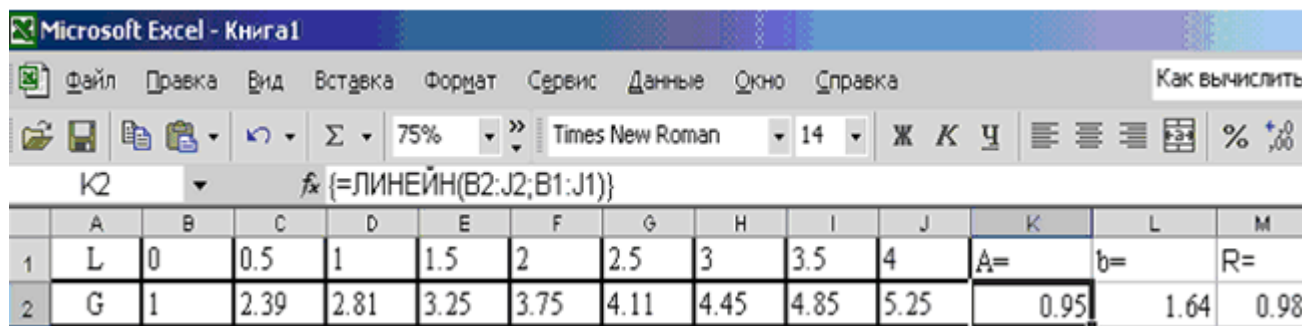 Microsoft Excel - Книга1
Файл Правка Вид Вставка Формат Сервис Данные Окно Справка Как вычислить
Σ 75% » Times New Roman 14 Ж К Ч % ,00
K2 fx {=ЛИНЕЙН(B2:J2;B1:J1)}
A B C D E F G H I J K L M
1 L 0 0.5 1 1.5 2 2.5 3 3.5 4 A= b= R=
2 G 1 2.39 2.81 3.25 3.75 4.11 4.45 4.85 5.25 0.95 1.64 0.98